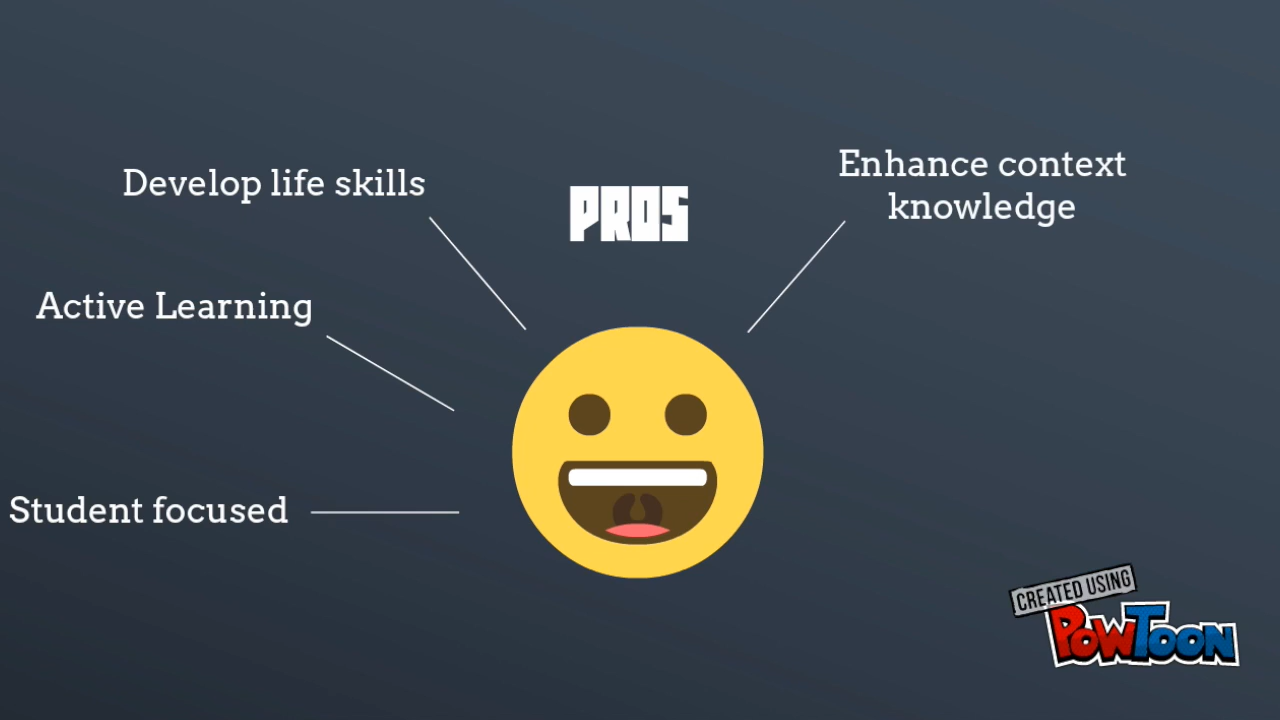 PROS
Develop life skills
Enhance context
knowledge
Active Learning
Student focused
CREATED USING
POWTOON